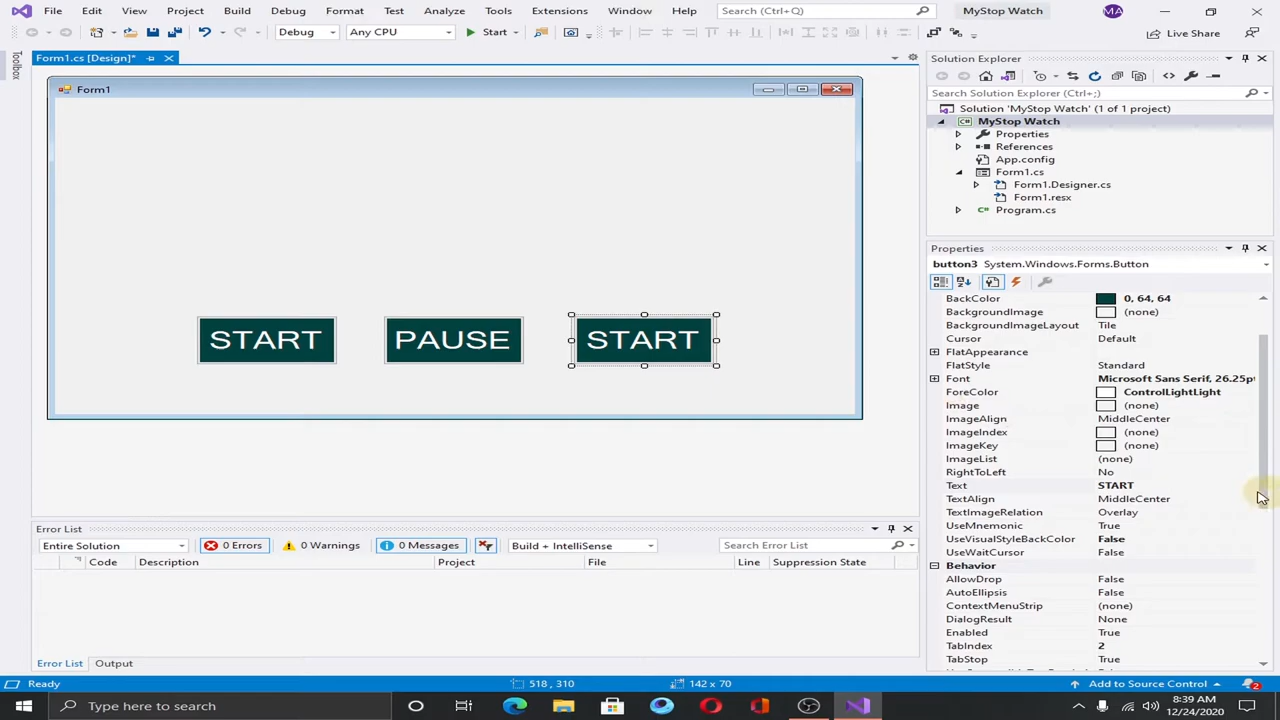 File Edit View Project Build Debug Format Test Analyze Tools Extensions Window Help Search (Ctrl+Q) MyStop Watch MA
Debug Any CPU Start Live Share
Toolbox
Form1.cs [Design]*
Form1
START PAUSE START
Solution Explorer
Search Solution Explorer (Ctrl+;)
Solution 'MyStop Watch' (1 of 1 project)
MyStop Watch
Properties
References
App.config
Form1.cs
Form1.Designer.cs
Form1.resx
Program.cs
Properties
button3 System.Windows.Forms.Button
BackColor 0, 64, 64
BackgroundImage (none)
BackgroundImageLayout Tile
Cursor Default
FlatAppearance
FlatStyle Standard
Font Microsoft Sans Serif, 26.25pt
ForeColor ControlLightLight
Image (none)
ImageAlign MiddleCenter
ImageIndex (none)
ImageKey (none)
ImageList (none)
RightToLeft No
Text START
TextAlign MiddleCenter
TextImageRelation Overlay
UseMnemonic True
UseVisualStyleBackColor False
UseWaitCursor False
Behavior
AllowDrop False
AutoEllipsis False
ContextMenuStrip (none)
DialogResult None
Enabled True
TabIndex 2
TabStop True
Error List
Entire Solution 0 Errors 0 Warnings 0 Messages Build + IntelliSense Search Error List
Code Description Project File Line Suppression State
Error List Output
Ready 518 , 310 142 x 70 Add to Source Control 2
Type here to search 8:39 AM
12/24/2020